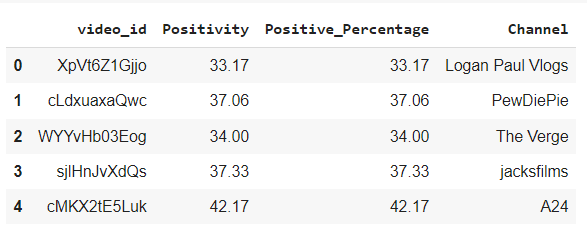 video_id Positivity Positive_Percentage Channel
0 XpVt6Z1Gjjo 33.17 33.17 Logan Paul Vlogs
1 cLdxuaxaQwc 37.06 37.06 PewDiePie
2 WYYvHb03Eog 34.00 34.00 The Verge
3 sjlHnJvXdQs 37.33 37.33 jacksfilms
4 cMKX2tE5Luk 42.17 42.17 A24